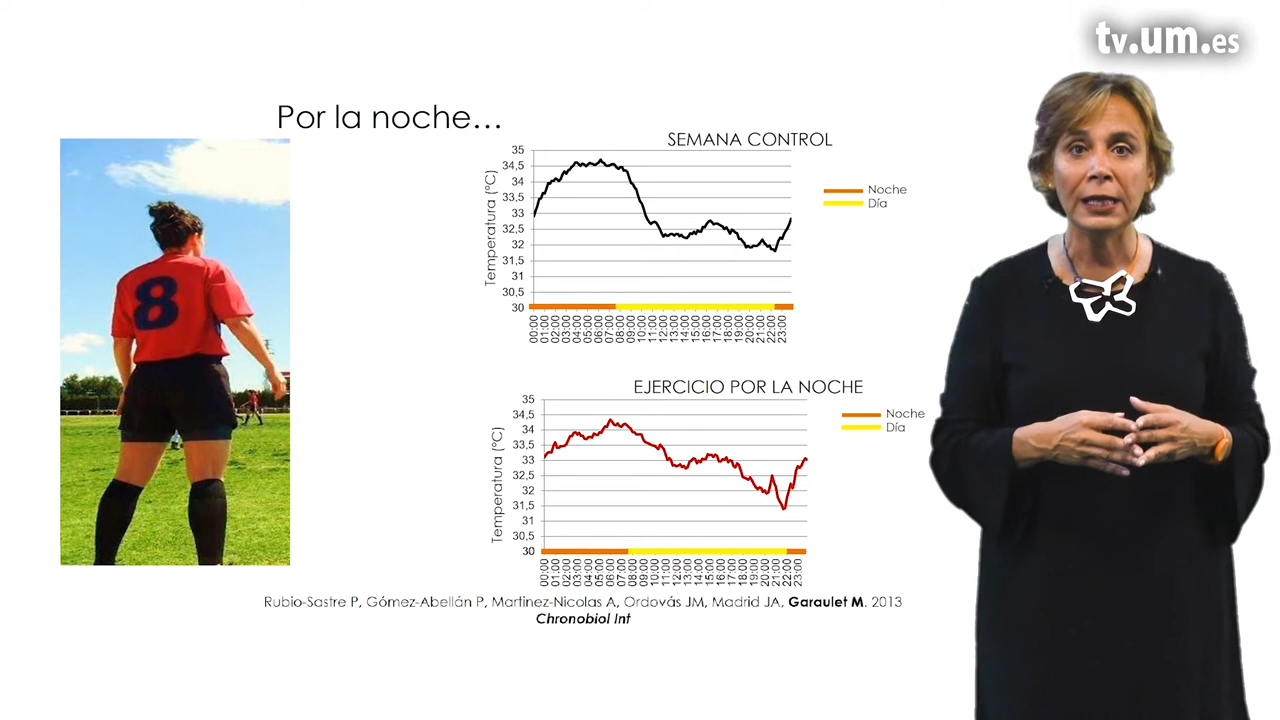 tv.um.es
Por la noche...
8
SEMANA CONTROL
Temperatura (ºC)
35
34,5
34
33,5
33
32,5
32
31,5
31
30,5
30
00:00 01:00 02:00 03:00 04:00 05:00 06:00 07:00 08:00 09:00 10:00 11:00 12:00 13:00 14:00 15:00 16:00 17:00 18:00 19:00 20:00 21:00 22:00 23:00
Noche
Día
EJERCICIO POR LA NOCHE
Temperatura (ºC)
35
34,5
34
33,5
33
32,5
32
31,5
31
30,5
30
00:00 01:00 02:00 03:00 04:00 05:00 06:00 07:00 08:00 09:00 10:00 11:00 12:00 13:00 14:00 15:00 16:00 17:00 18:00 19:00 20:00 21:00 22:00 23:00
Noche
Día
Rubio-Sastre P, Gómez-Abellán P, Martinez-Nicolas A, Ordovás JM, Madrid JA, Garaulet M. 2013
Chronobiol Int